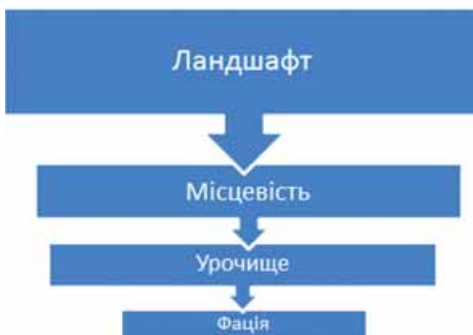 Ландшафт
Місцевість
Урочище
Фація